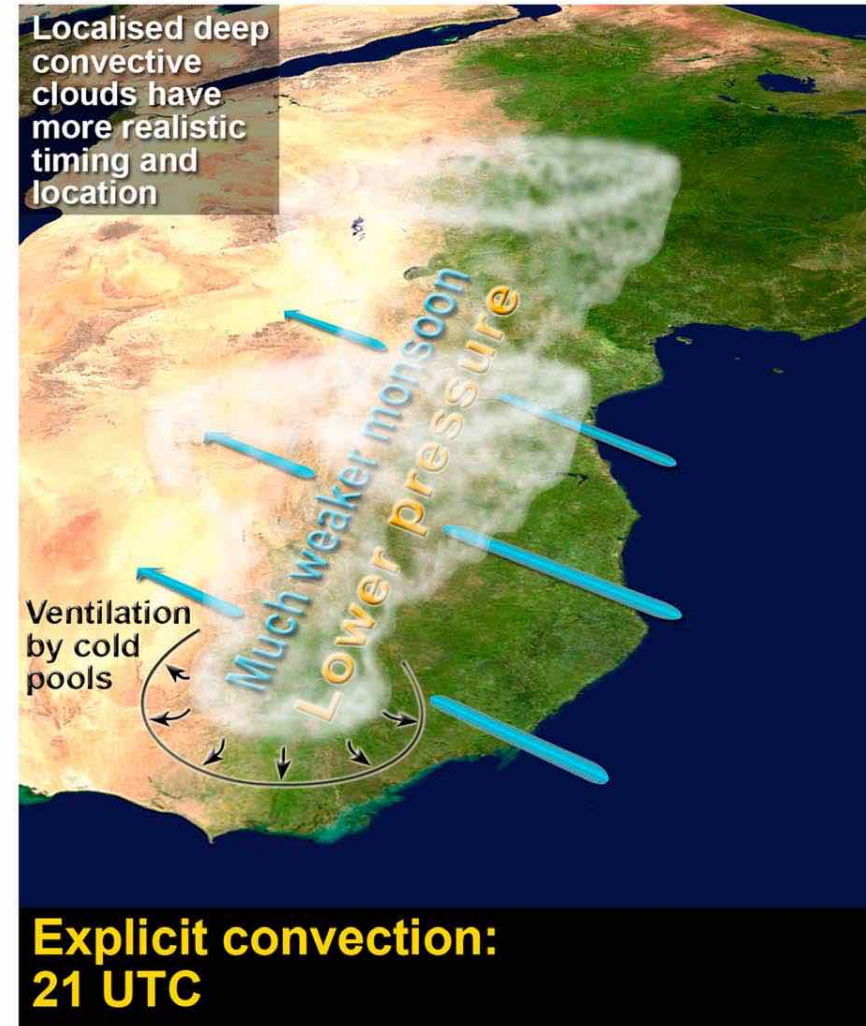 Localised deep
convective
clouds have
more realistic
timing and
location
Much weaker monsoon
Lower pressure
Ventilation
by cold
pools
Explicit convection:
21 UTC